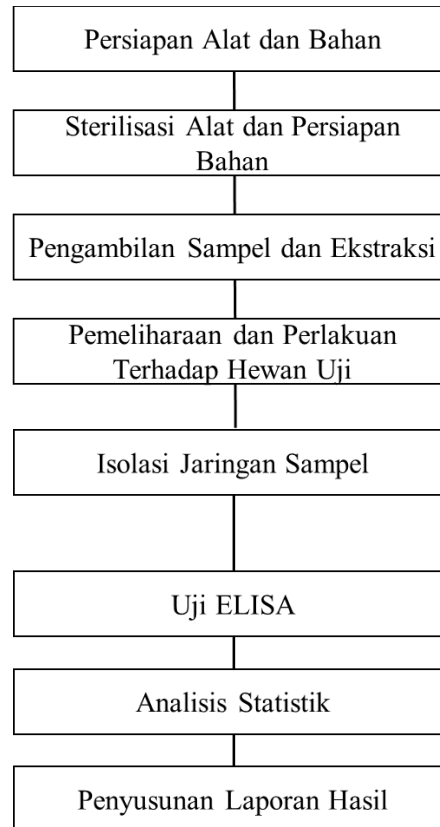 Persiapan Alat dan Bahan
Sterilisasi Alat dan Persiapan
Bahan
Pengambilan Sampel dan Ekstraksi
Pemeliharaan dan Perlakuan
Terhadap Hewan Uji
Isolasi Jaringan Sampel
Uji ELISA
Analisis Statistik
Penyusunan Laporan Hasil